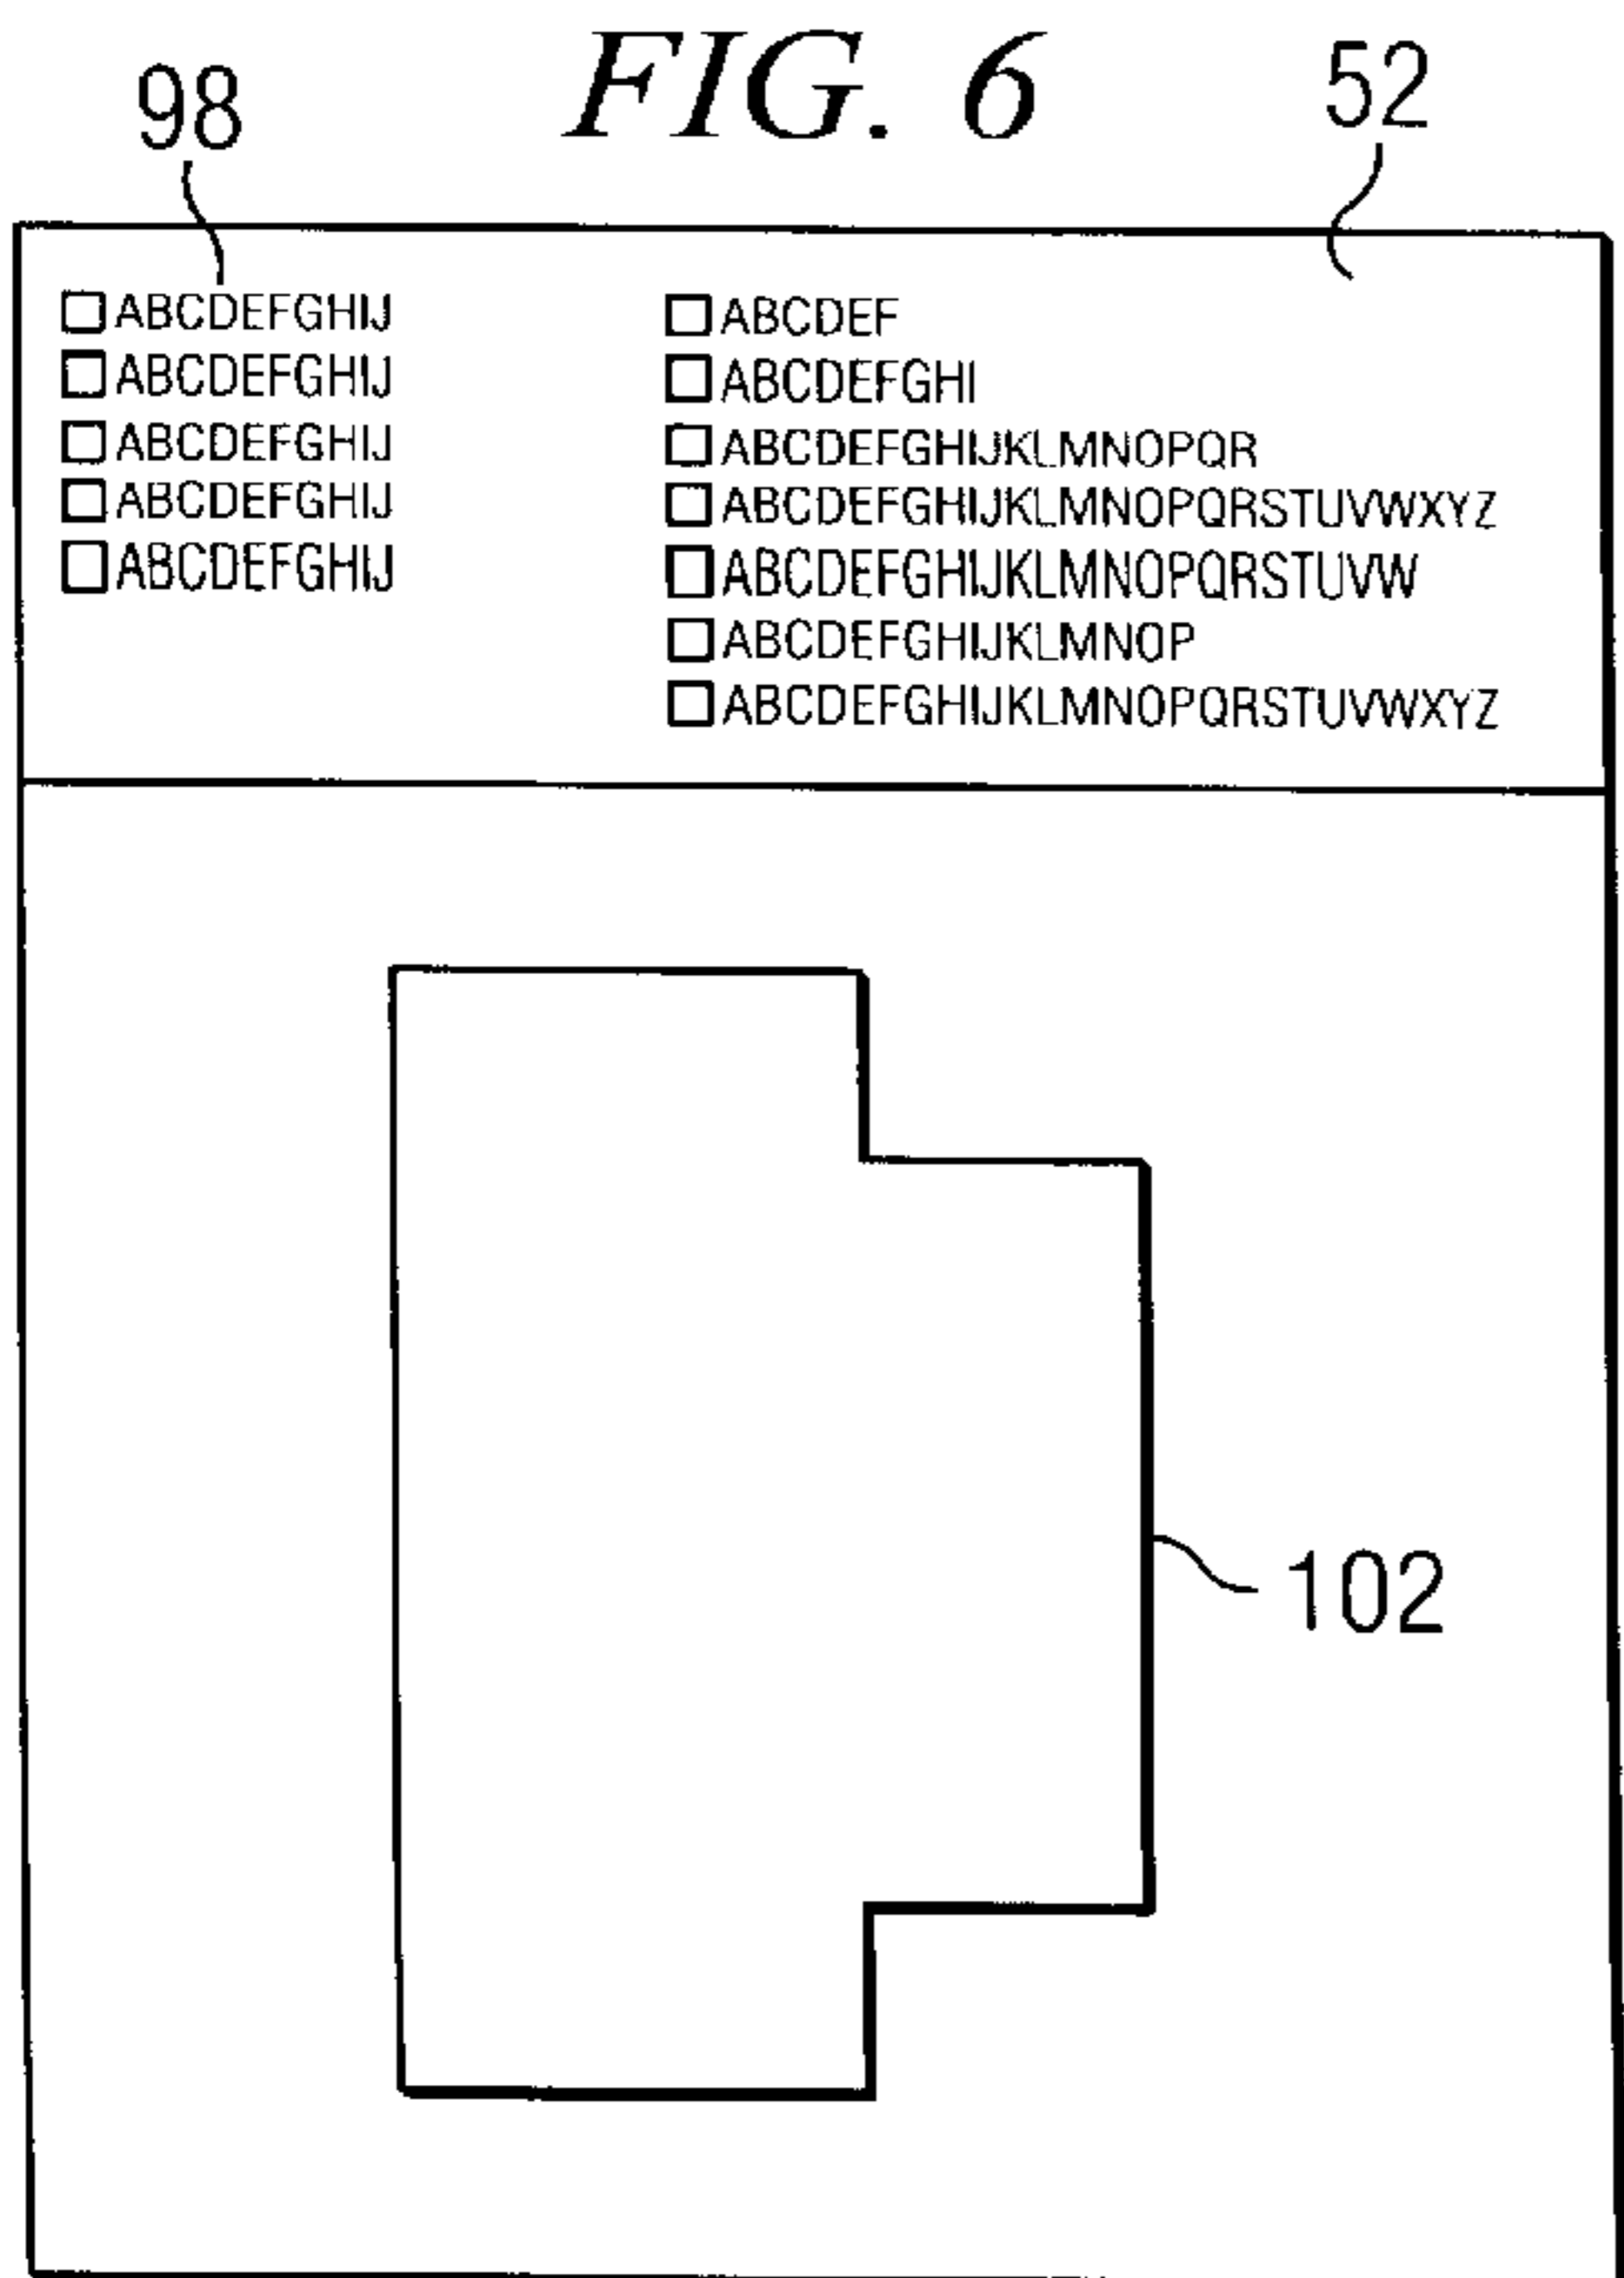 FIG. 6
98
52
ABCDEFGHIJ
ABCDEFGHIJ
ABCDEFGHIJ
ABCDEFGHIJ
ABCDEFGHIJ
ABCDEF
ABCDEFGHI
ABCDEFGHIJKLMNOPQR
ABCDEFGHIJKLMNOPQRSTUVWXYZ
ABCDEFGHIJKLMNOPQRSTUVW
ABCDEFGHIJKLMNOP
ABCDEFGHIJKLMNOPQRSTUVWXYZ
102